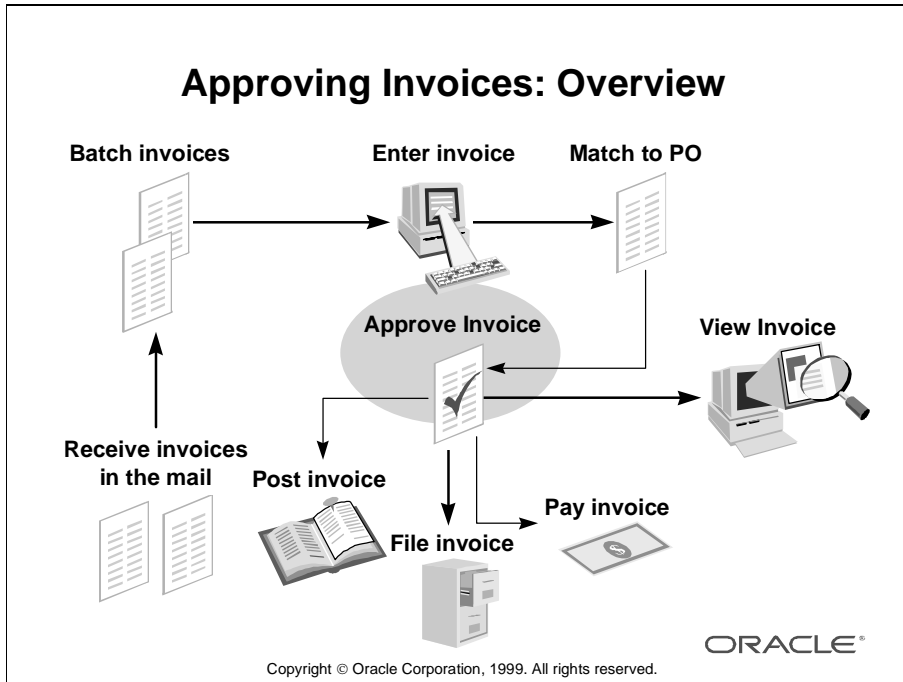 Approving Invoices: Overview
Batch invoices
Enter invoice
Match to PO
Approve Invoice
View Invoice
Receive invoices
in the mail
Post invoice
File invoice
Pay invoice
$
ORACLE®
Copyright © Oracle Corporation, 1999. All rights reserved.